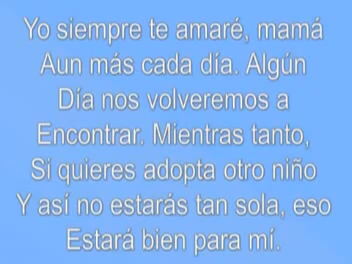 Yo siempre te amaré, mamá
Aun más cada día. Algún
Día nos volveremos a
Encontrar. Mientras tanto,
Si quieres adopta otro niño
Y así no estarás tan sola, eso
Estará bien para mí.